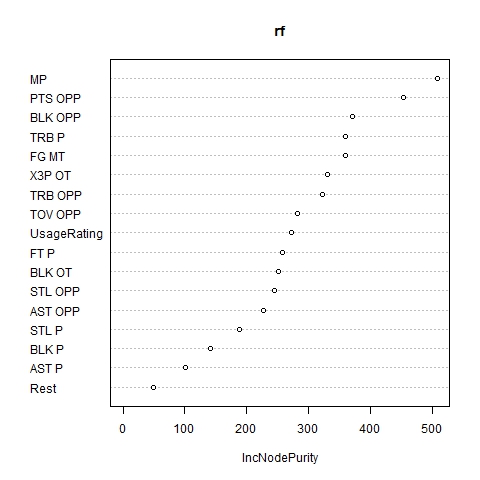 rf
MP
PTS OPP
BLK OPP
TRB P
FG MT
X3P OT
TRB OPP
TOV OPP
UsageRating
FT P
BLK OT
STL OPP
AST OPP
STL P
BLK P
AST P
Rest
0 100 200 300 400 500
IncNodePurity